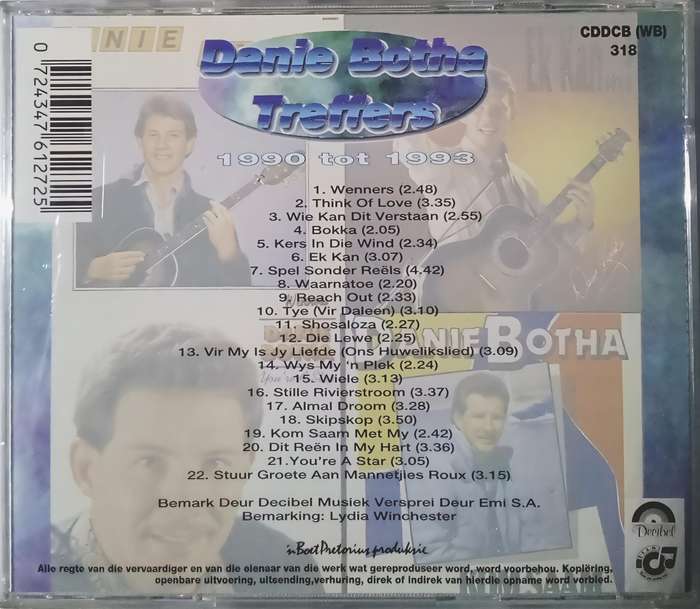 NIE
CDDCB (WB)
318
Danie Botha
Treffers
1990 tot 1993
0 724347 612725
1. Wenners (2.48)
2. Think Of Love (3.35)
3. Wie Kan Dit Verstaan (2.55)
4. Bokka (2.05)
5. Kers In Die Wind (2.34)
6. Ek Kan (3.07)
7. Spel Sonder Reëls (4.42)
8. Waarnatoe (2.20)
9. Reach Out (2.33)
10. Tye (Vir Daleen) (3.10)
11. Shosaloza (2.27)
12. Die Lewe (2.25)
DANIE BOTHA
13. Vir My Is Jy Liefde (Ons Huwelikslied) (3.09)
14. Wys My 'n Plek (2.24)
15. Wiele (3.13)
16. Stille Rivierstroom (3.37)
17. Almal Droom (3.28)
18. Skipskop (3.50)
19. Kom Saam Met My (2.42)
20. Dit Reën In My Hart (3.36)
21.You're A Star (3.05)
22. Stuur Groete Aan Mannetjies Roux (3.15)
Bemark Deur Decibel Musiek Versprei Deur Emi S.A.
Bemarking: Lydia Winchester
'n Boet Pretorius produksie
Decibel
Alle regte van die vervaardiger en van die eienaar van die werk wat gereproduseer word, word voorbehou. Kopiëring,
openbare uitvoering, uitsending,verhuring, direk of indirek van hierdie opname word verbied.